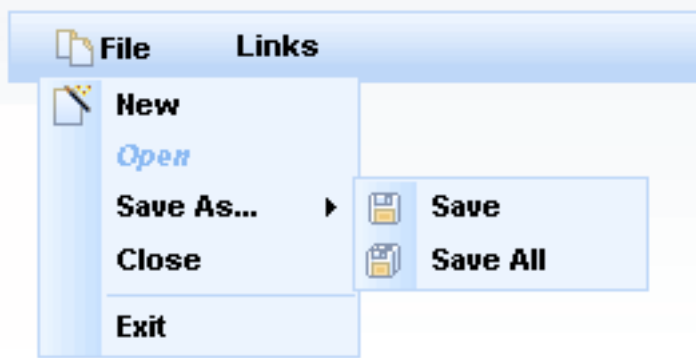 File Links
New
Open
Save As...
Save
Close
Save All
Exit